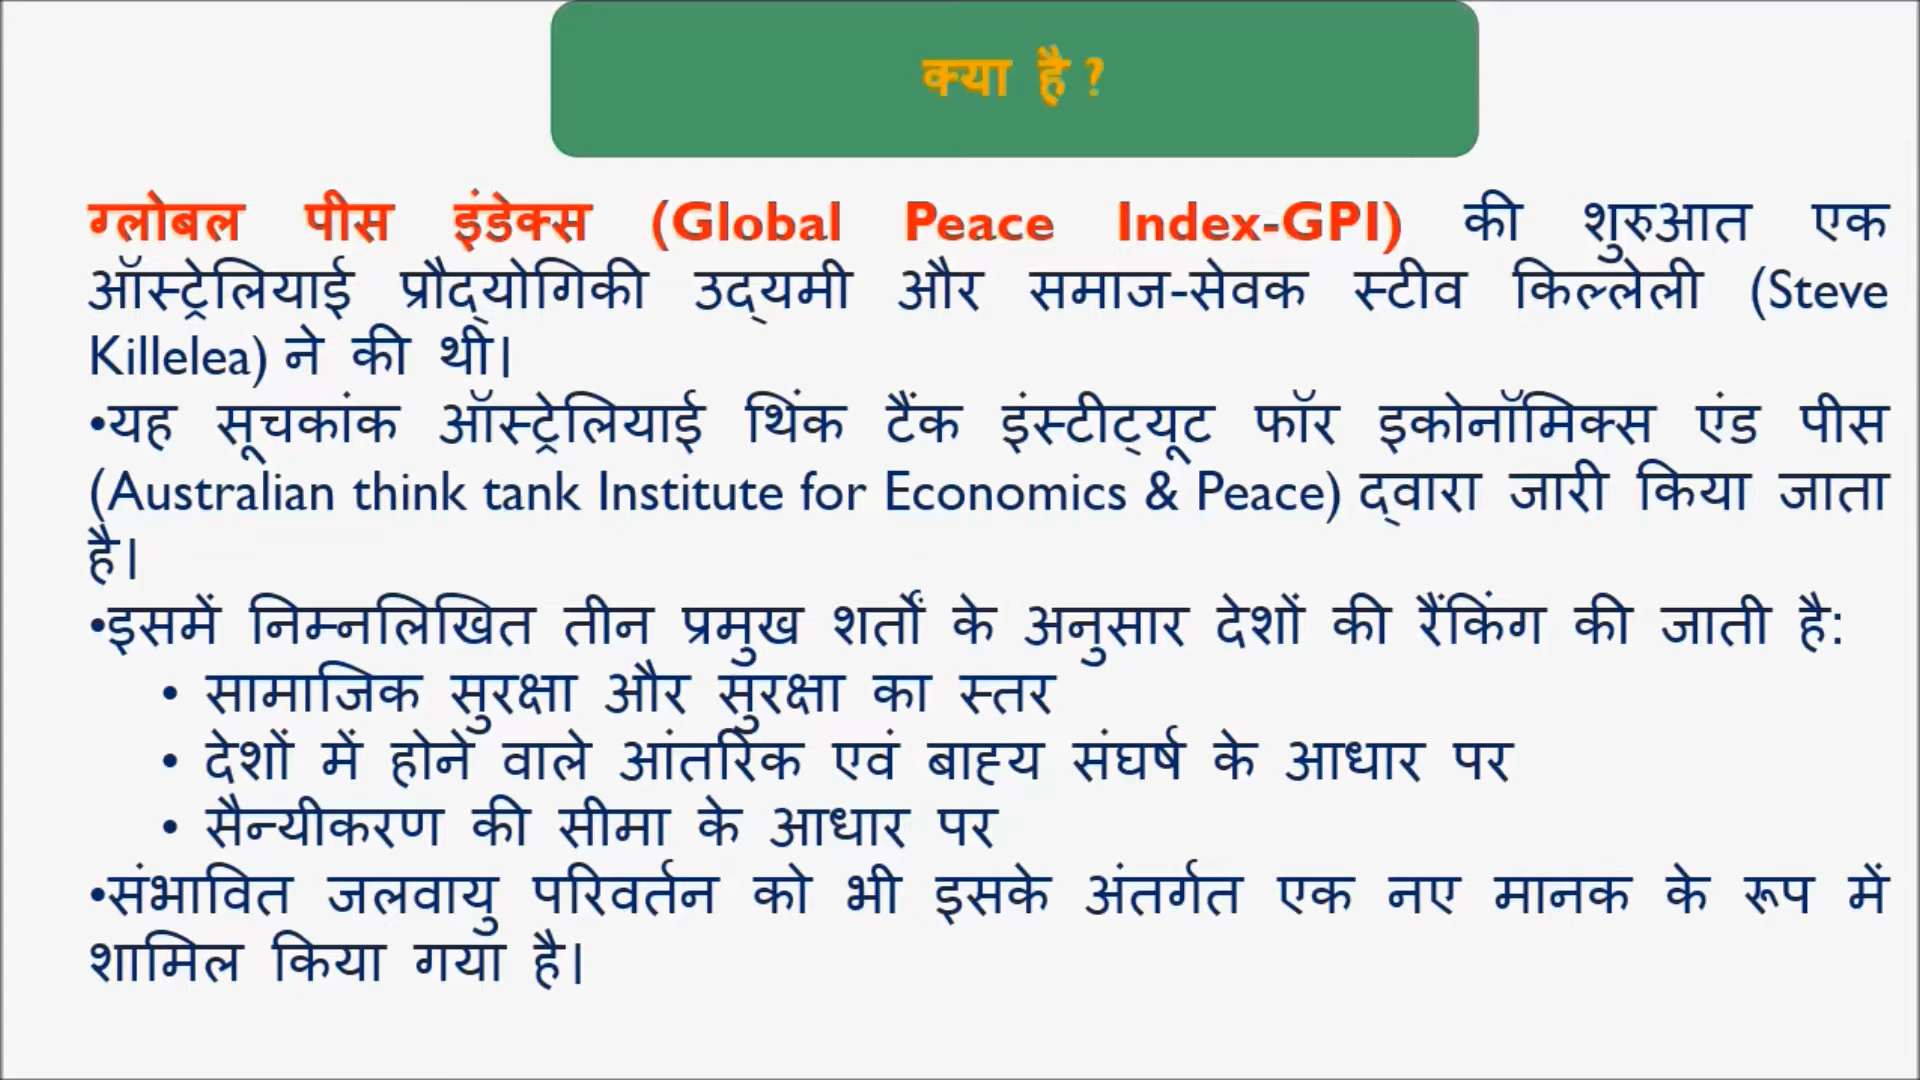 क्या है ?
ग्लोबल पीस इंडेक्स (Global Peace Index-GPI) की शुरुआत एक
ऑस्ट्रेलियाई प्रौद्योगिकी उद्यमी और समाज-सेवक स्टीव किल्लेली (Steve
Killelea) ने की थी।
•यह सूचकांक ऑस्ट्रेलियाई थिंक टैंक इंस्टीट्यूट फॉर इकोनॉमिक्स एंड पीस
(Australian think tank Institute for Economics & Peace) द्वारा जारी किया जाता
है।
•इसमें निम्नलिखित तीन प्रमुख शर्तों के अनुसार देशों की रैंकिंग की जाती है:
• सामाजिक सुरक्षा और सुरक्षा का स्तर
• देशों में होने वाले आंतरिक एवं बाह्य संघर्ष के आधार पर
• सैन्यीकरण की सीमा के आधार पर
•संभावित जलवायु परिवर्तन को भी इसके अंतर्गत एक नए मानक के रूप में
शामिल किया गया है।